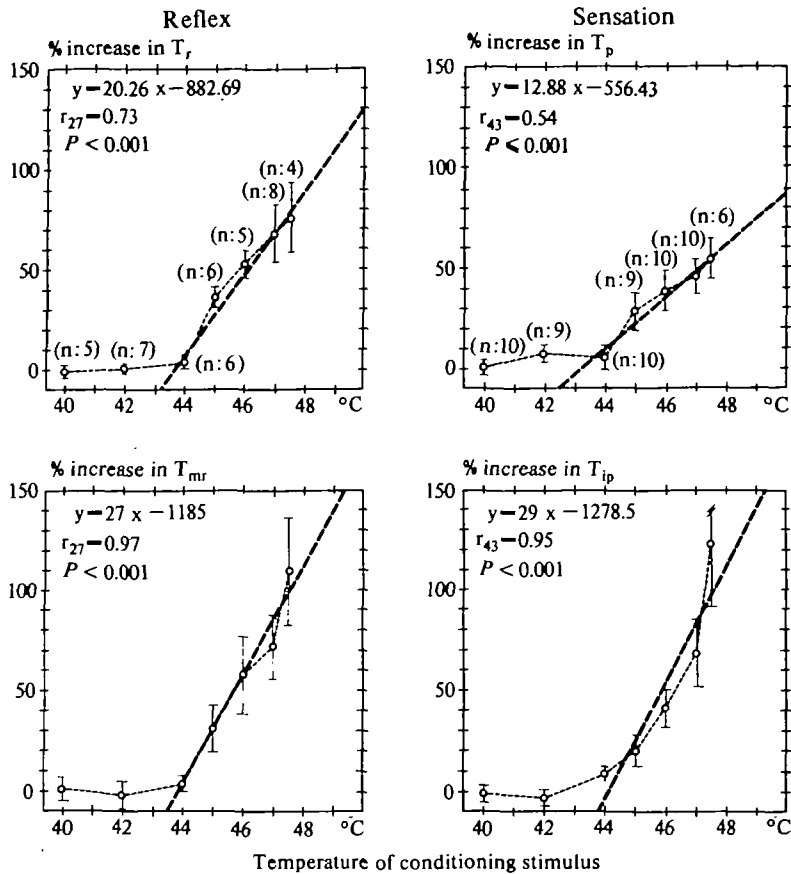 Reflex
Sensation
% increase in Tr
% increase in Tp
150
100
50
0
y=20.26 x−882.69
r27=0.73
P < 0.001
(n:5)
(n:7)
(n:6)
(n:6)
(n:5)
(n:8)
(n:4)
40 42 44 46 48 °C
150
100
50
0
y=12.88 x−556.43
r43=0.54
P ⩽ 0.001
(n:10)
(n:9)
(n:10)
(n:9)
(n:10)
(n:10)
(n:6)
40 42 44 46 48 °C
% increase in Tmr
% increase in Tip
150
100
50
0
y=27 x −1185
r27=0.97
P < 0.001
40 42 44 46 48 °C
150
100
50
0
y=29 x −1278.5
r43=0.95
P < 0.001
40 42 44 46 48 °C
Temperature of conditioning stimulus